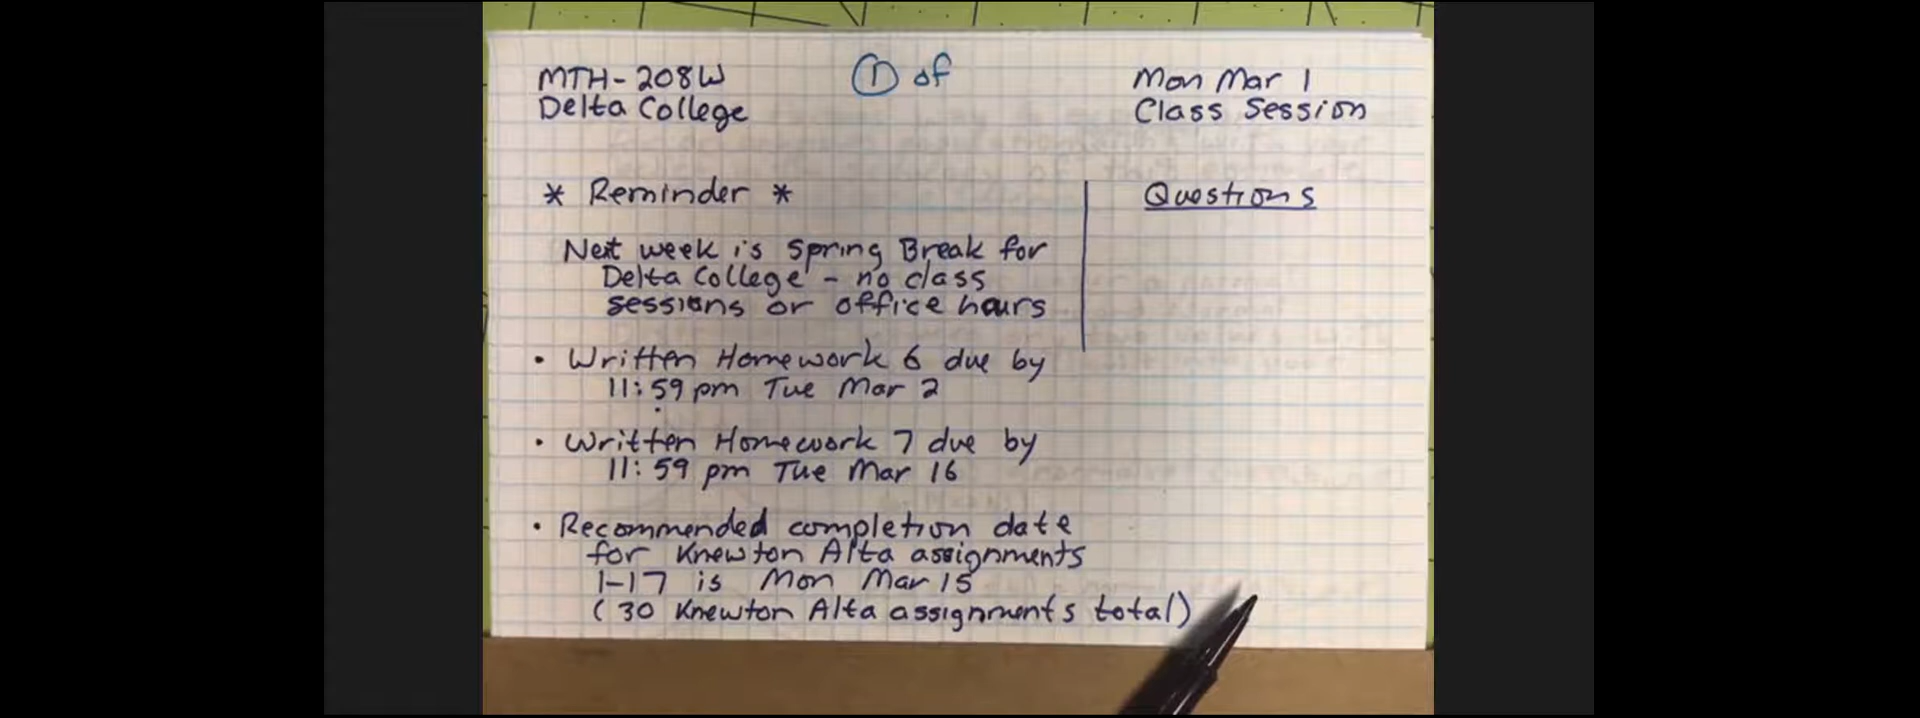 MTH-208W
Delta College
① of
Mon Mar 1
Class Session
* Reminder *
Next week is Spring Break for
Delta College - no class
sessions or office hours
• Written Homework 6 due by
11:59 pm Tue Mar 2
• Written Homework 7 due by
11:59 pm Tue Mar 16
• Recommended completion date
for Knewton Alta assignments
1-17 is Mon Mar 15
(30 Knewton Alta assignments total)
Questions